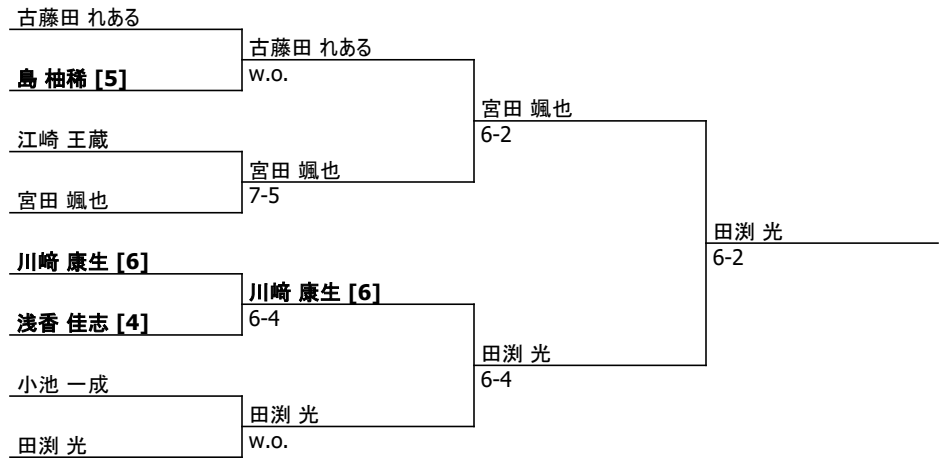 古藤田 れある
古藤田 れある
島 柚稀 [5]
w.o.
宮田 颯也
江崎 王蔵
6-2
宮田 颯也
宮田 颯也
7-5
田渕 光
川﨑 康生 [6]
6-2
川﨑 康生 [6]
浅香 佳志 [4]
6-4
田渕 光
小池 一成
6-4
田渕 光
田渕 光
w.o.